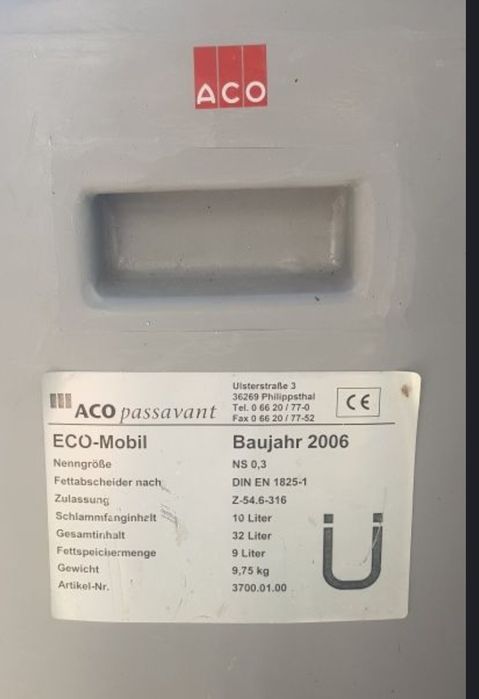 ACO
ACO passavant
Ulsterstraße 3
36269 Philippsthal
Tel. 0 66 20 / 77-0
Fax 0 66 20 / 77-52
CE
ECO-Mobil Baujahr 2006
Nenngröße NS 0,3
Fettabscheider nach DIN EN 1825-1
Zulassung Z-54.6-316
Schlammfanginhalt 10 Liter
Gesamtinhalt 32 Liter
Fettspeichermenge 9 Liter
Gewicht 9,75 kg
Artikel-Nr. 3700.01.00
Ü